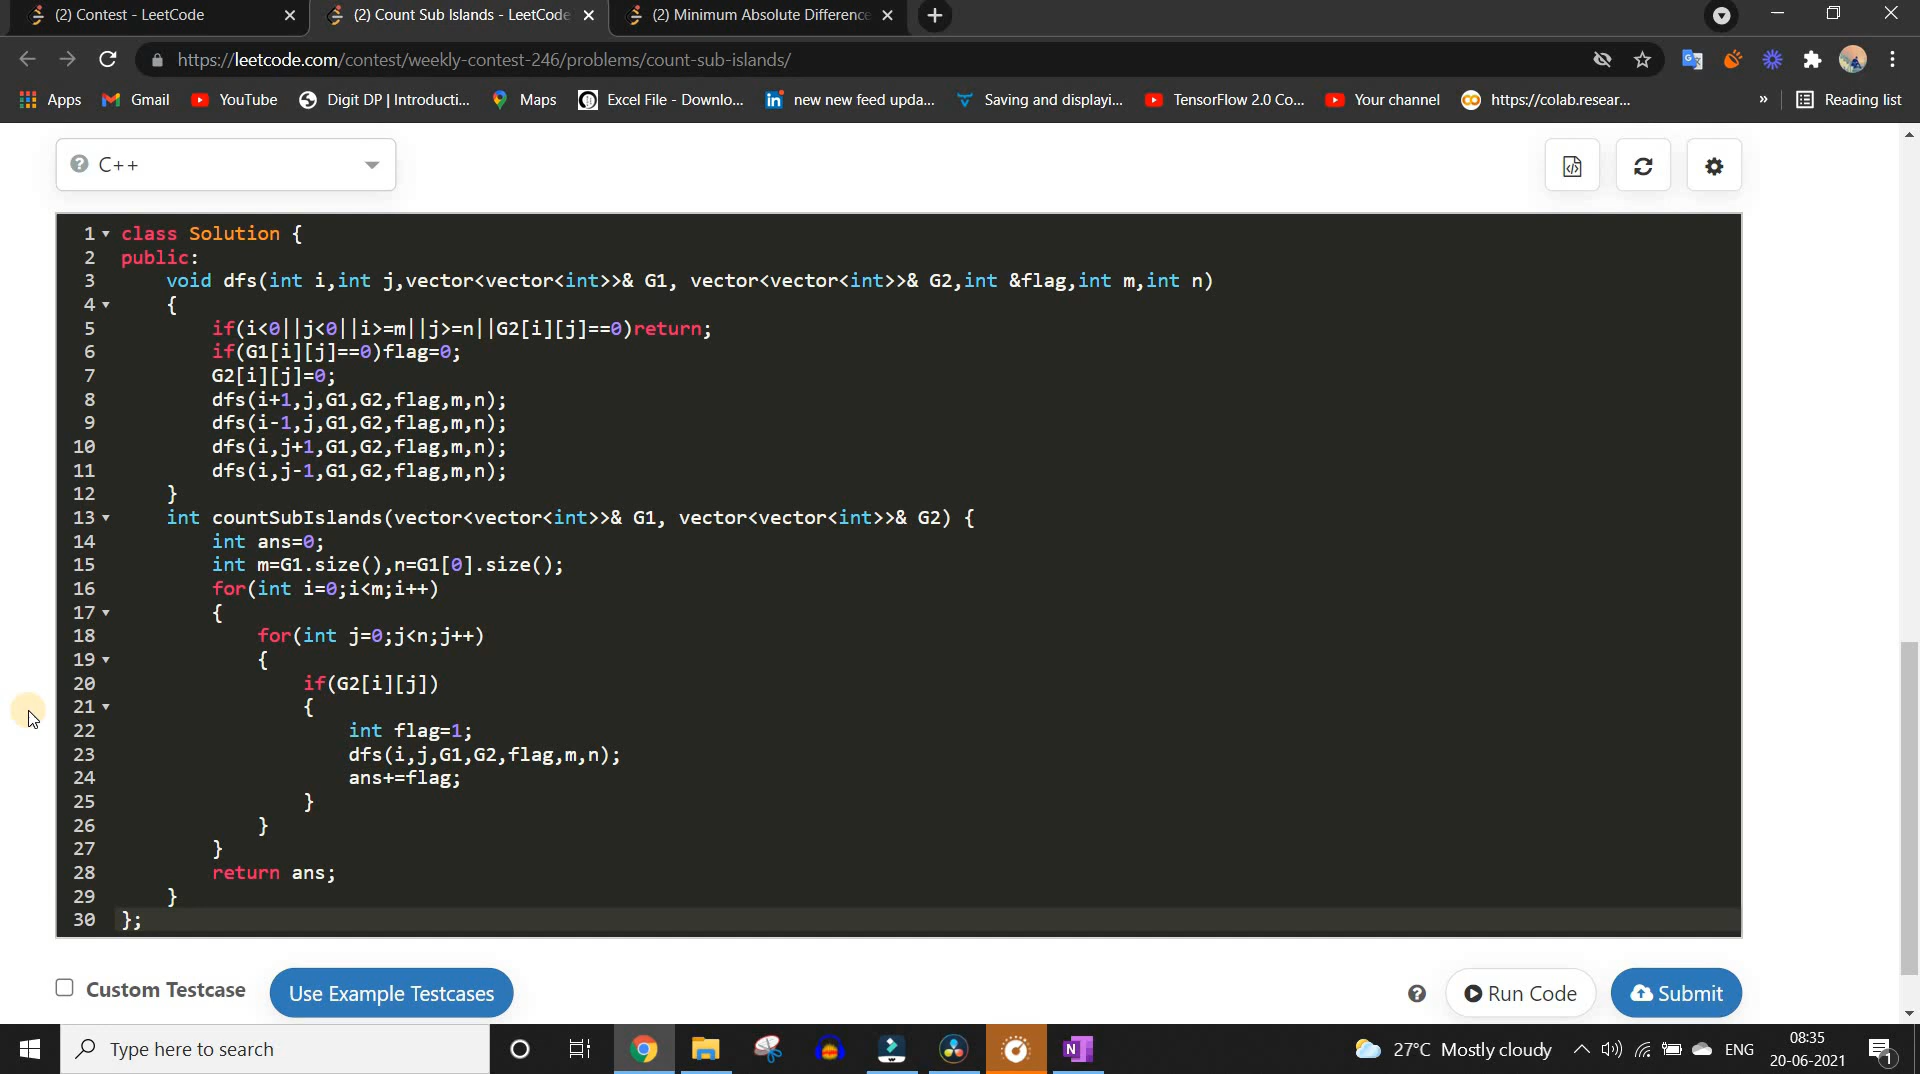 (2) Contest - LeetCode
(2) Count Sub Islands - LeetCode
(2) Minimum Absolute Difference
https://leetcode.com/contest/weekly-contest-246/problems/count-sub-islands/
Apps
Gmail
YouTube
Digit DP | Introducti...
Maps
Excel File - Downlo...
new new feed upda...
Saving and displayi...
TensorFlow 2.0 Co...
Your channel
https://colab.resear...
»
Reading list
C++
1 class Solution {
2 public:
3 void dfs(int i,int j,vector<vector<int>>& G1, vector<vector<int>>& G2,int &flag,int m,int n)
4 {
5 if(i<0||j<0||i>=m||j>=n||G2[i][j]==0)return;
6 if(G1[i][j]==0)flag=0;
7 G2[i][j]=0;
8 dfs(i+1,j,G1,G2,flag,m,n);
9 dfs(i-1,j,G1,G2,flag,m,n);
10 dfs(i,j+1,G1,G2,flag,m,n);
11 dfs(i,j-1,G1,G2,flag,m,n);
12 }
13 int countSubIslands(vector<vector<int>>& G1, vector<vector<int>>& G2) {
14 int ans=0;
15 int m=G1.size(),n=G1[0].size();
16 for(int i=0;i<m;i++)
17 {
18 for(int j=0;j<n;j++)
19 {
20 if(G2[i][j])
21 {
22 int flag=1;
23 dfs(i,j,G1,G2,flag,m,n);
24 ans+=flag;
25 }
26 }
27 }
28 return ans;
29 }
30 };
Custom Testcase
Use Example Testcases
Run Code
Submit
Type here to search
27°C Mostly cloudy
ENG
08:35
20-06-2021
1